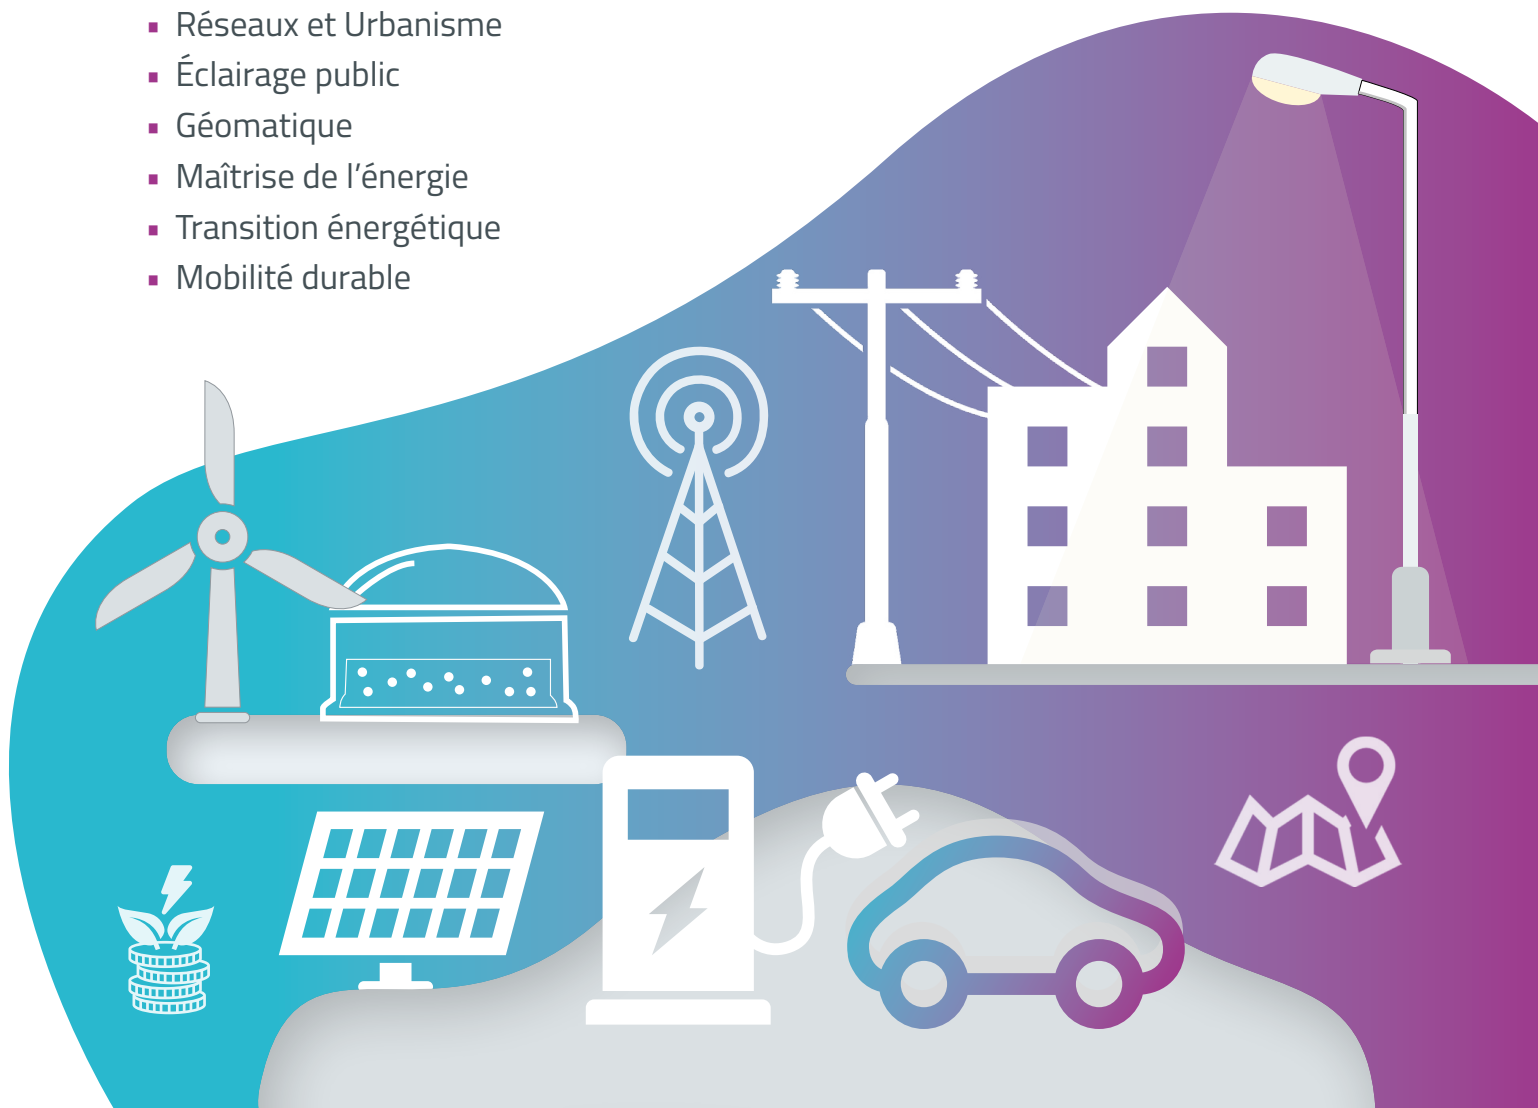 Réseaux et Urbanisme
Éclairage public
Géomatique
Maîtrise de l’énergie
Transition énergétique
Mobilité durable